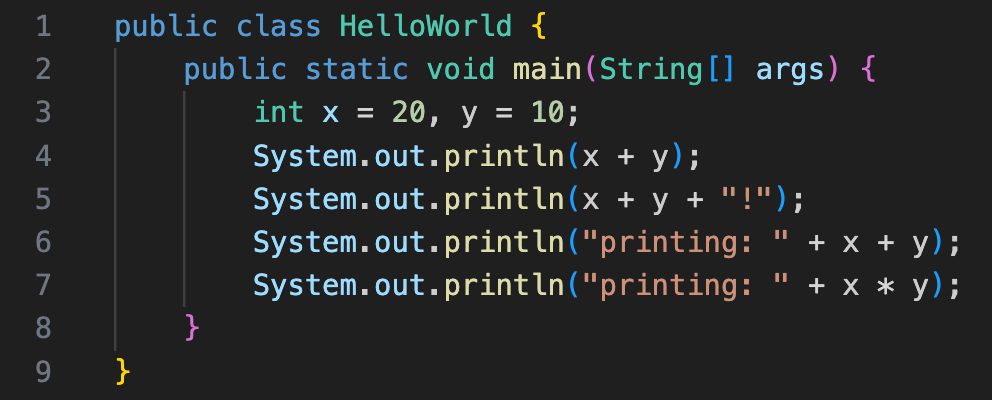 1 public class HelloWorld {
2 public static void main(String[] args) {
3 int x = 20, y = 10;
4 System.out.println(x + y);
5 System.out.println(x + y + "!");
6 System.out.println("printing: " + x + y);
7 System.out.println("printing: " + x * y);
8 }
9 }